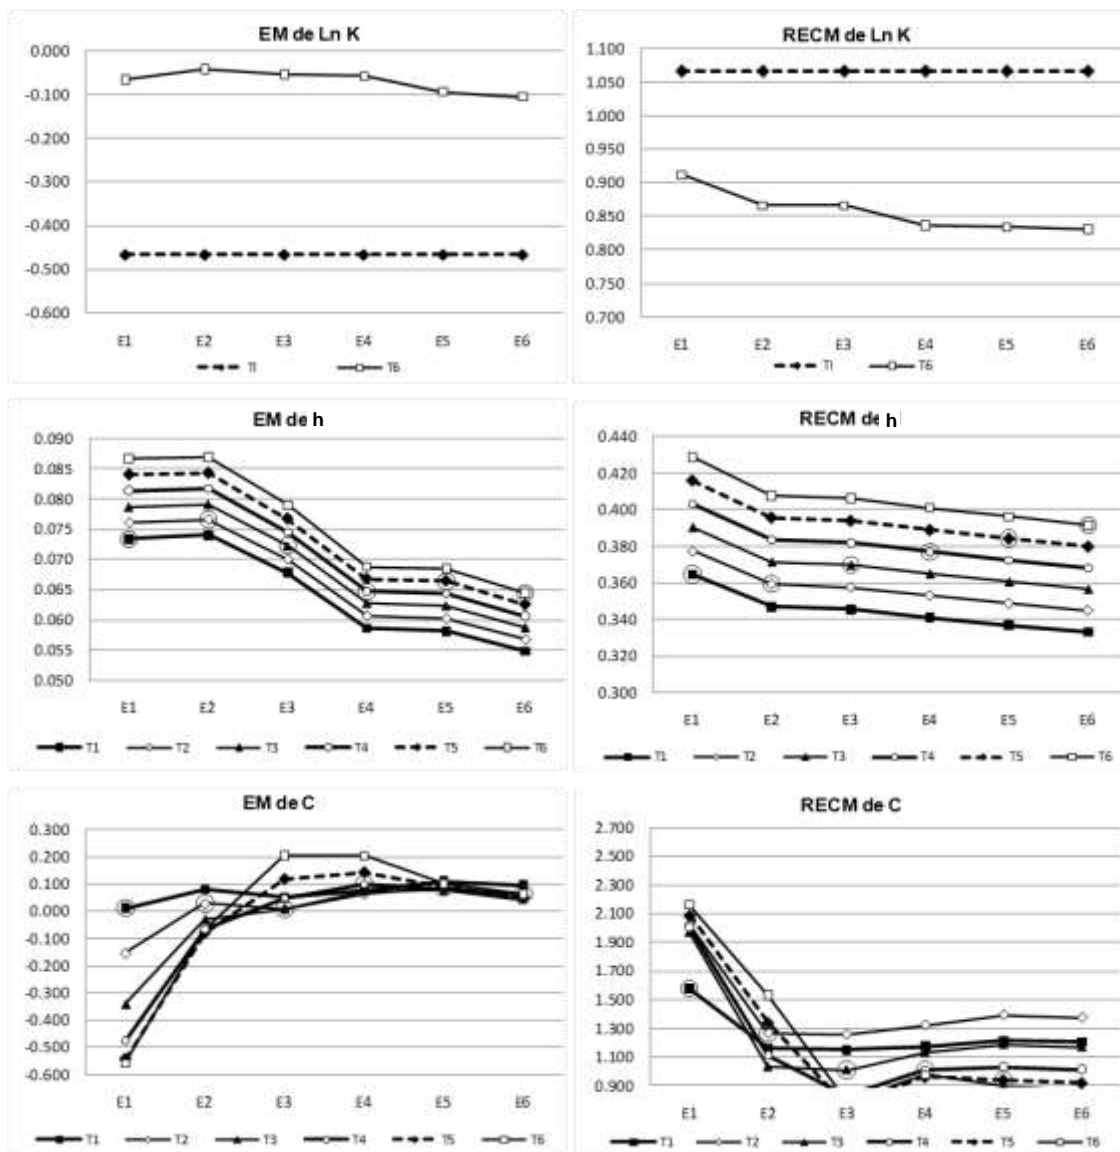 EM de Ln K
0.000
-0.100
-0.200
-0.300
-0.400
-0.500
-0.600
E1 E2 E3 E4 E5 E6
TI T6
RECM de Ln K
1.100
1.050
1.000
0.950
0.900
0.850
0.800
0.750
0.700
E1 E2 E3 E4 E5 E6
TI T6
EM de h
0.090
0.085
0.080
0.075
0.070
0.065
0.060
0.055
0.050
E1 E2 E3 E4 E5 E6
T1 T2 T3 T4 T5 T6
RECM de h
0.440
0.420
0.400
0.380
0.360
0.340
0.320
0.300
E1 E2 E3 E4 E5 E6
T1 T2 T3 T4 T5 T6
EM de C
0.300
0.200
0.100
0.000
-0.100
-0.200
-0.300
-0.400
-0.500
-0.600
E1 E2 E3 E4 E5 E6
T1 T2 T3 T4 T5 T6
RECM de C
2.700
2.500
2.300
2.100
1.900
1.700
1.500
1.300
1.100
0.900
E1 E2 E3 E4 E5 E6
T1 T2 T3 T4 T5 T6